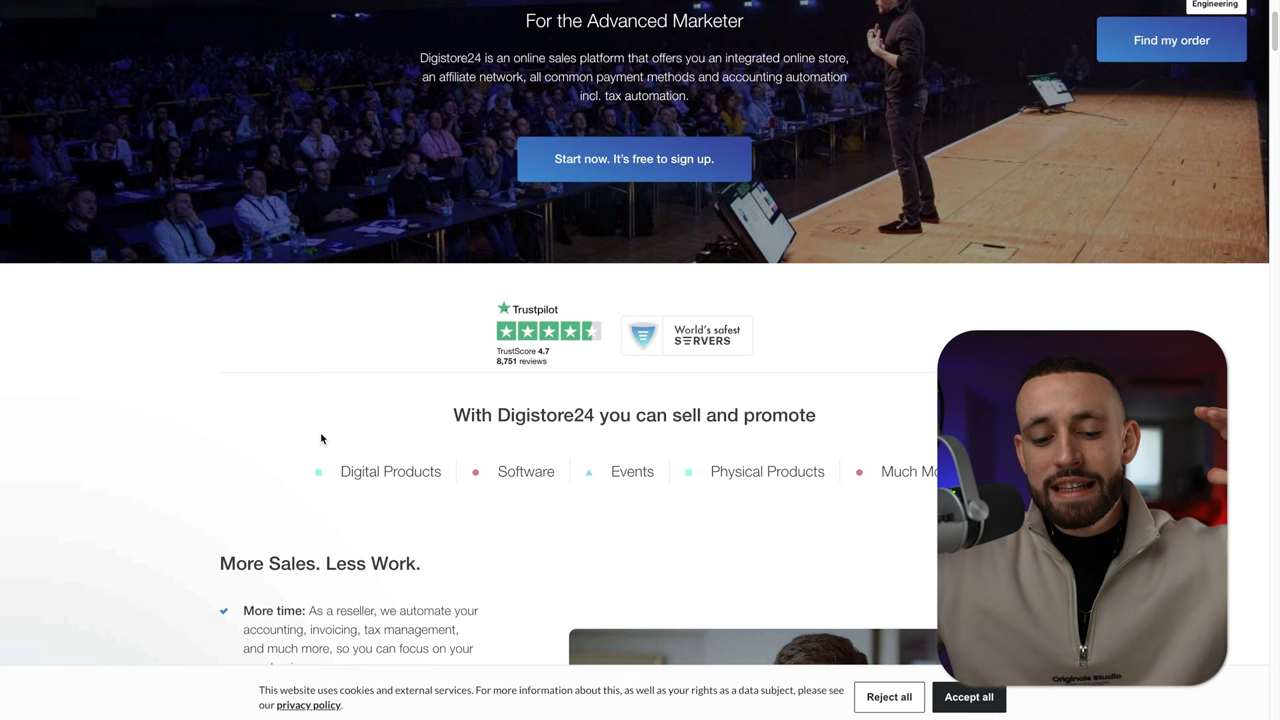 Engineering
For the Advanced Marketer
Find my order
Digistore24 is an online sales platform that offers you an integrated online store,
an affiliate network, all common payment methods and accounting automation
incl. tax automation.
Start now. It's free to sign up.
Trustpilot
TrustScore 4.7
8,751 reviews
World's safest
SERVERS
With Digistore24 you can sell and promote
Digital Products
Software
Events
Physical Products
Much Mo
More Sales. Less Work.
More time: As a reseller, we automate your
accounting, invoicing, tax management,
and much more, so you can focus on your
This website uses cookies and external services. For more information about this, as well as your rights as a data subject, please see
our privacy policy.
Reject all
Accept all
Originals Studio